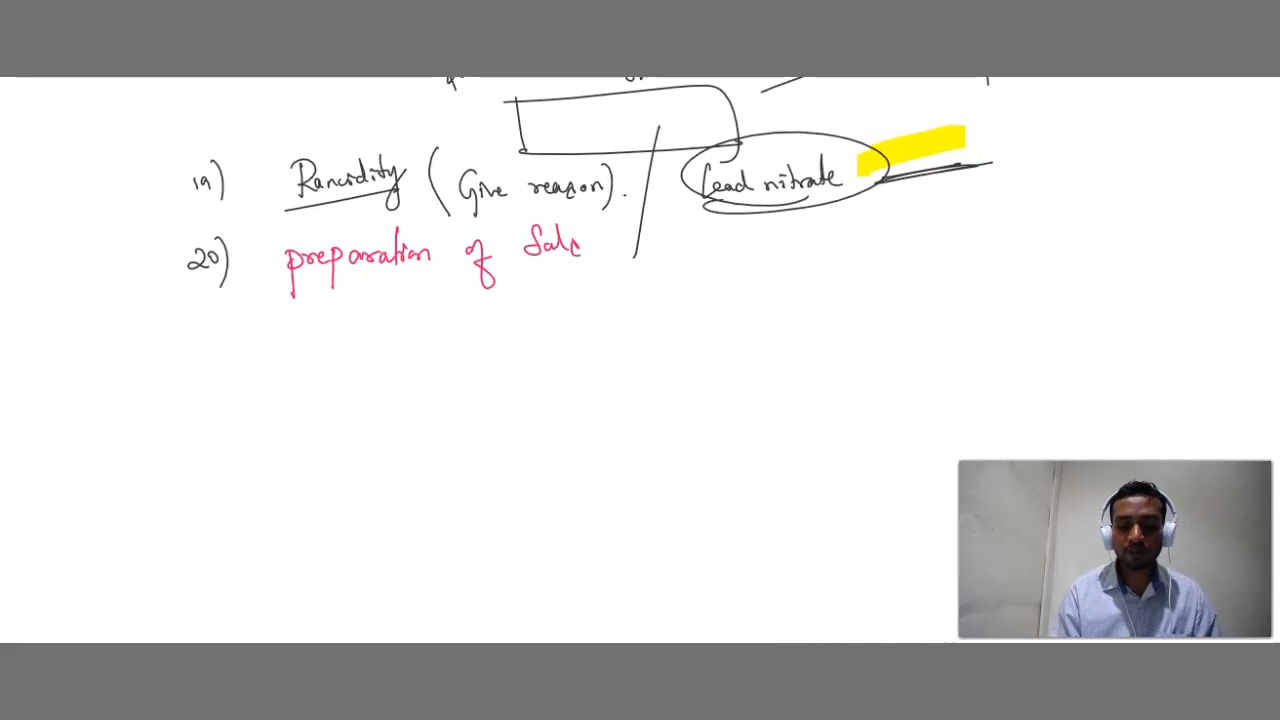 19) Rancidity (Give reason). / Lead nitrate
20) preparation of Salt